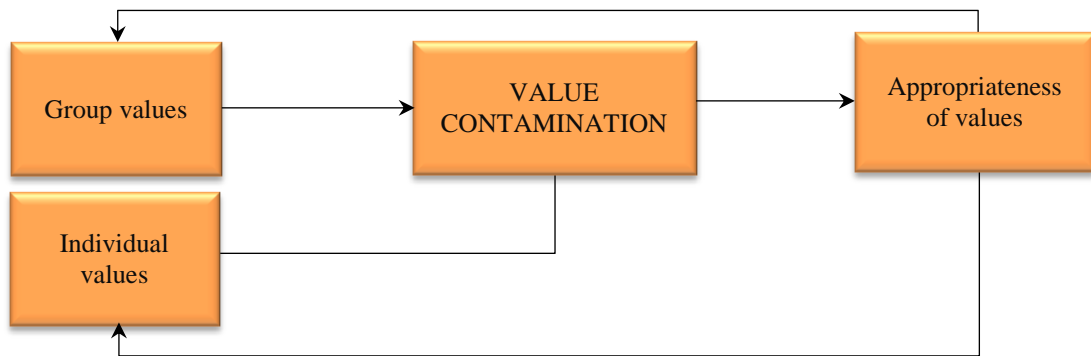 Group values
VALUE
CONTAMINATION
Appropriateness
of values
Individual
values